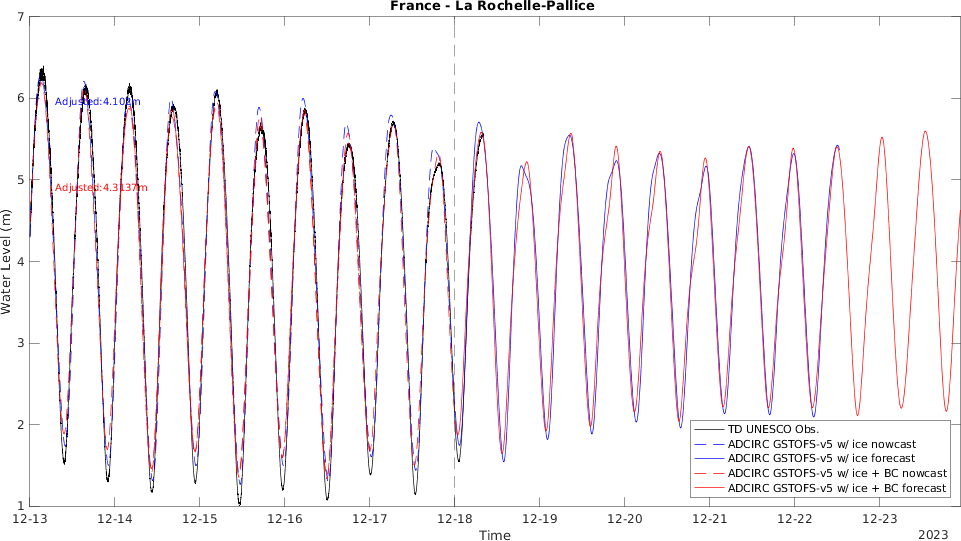 France - La Rochelle-Pallice
7
6
5
4
3
2
1
Water Level (m)
Adjusted:4.102m
Adjusted:4.3137m
TD UNESCO Obs.
ADCIRC GSTOFS-v5 w/ ice nowcast
ADCIRC GSTOFS-v5 w/ ice forecast
ADCIRC GSTOFS-v5 w/ ice + BC nowcast
ADCIRC GSTOFS-v5 w/ ice + BC forecast
12-13 12-14 12-15 12-16 12-17 12-18 12-19 12-20 12-21 12-22 12-23
Time
2023